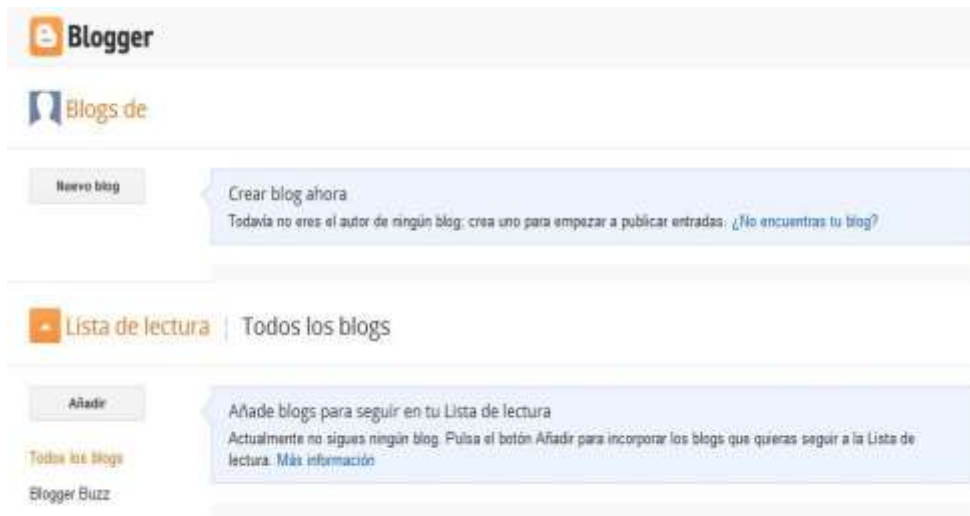 Blogger
Blogs de
Nuevo blog
Crear blog ahora
Todavía no eres el autor de ningún blog; crea uno para empezar a publicar entradas. ¿No encuentras tu blog?
Lista de lectura | Todos los blogs
Añadir
Añade blogs para seguir en tu Lista de lectura
Actualmente no sigues ningún blog. Pulsa el botón Añadir para incorporar los blogs que quieras seguir a la Lista de
lectura. Más información
Todos los blogs
Blogger Buzz